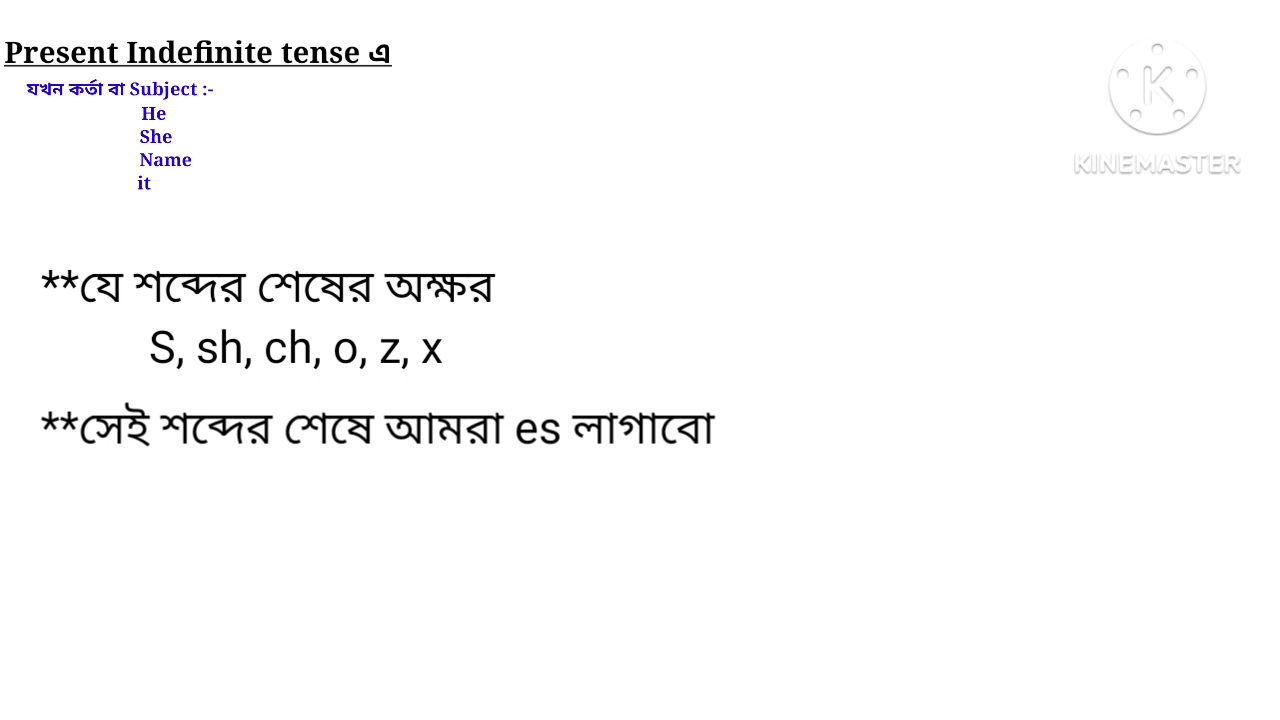 Present Indefinite tense এ
যখন কর্তা বা Subject :-
He
She
Name
it
**যে শব্দের শেষের অক্ষর
S, sh, ch, o, z, x
**সেই শব্দের শেষে আমরা es লাগাবো
K
KINEMASTER